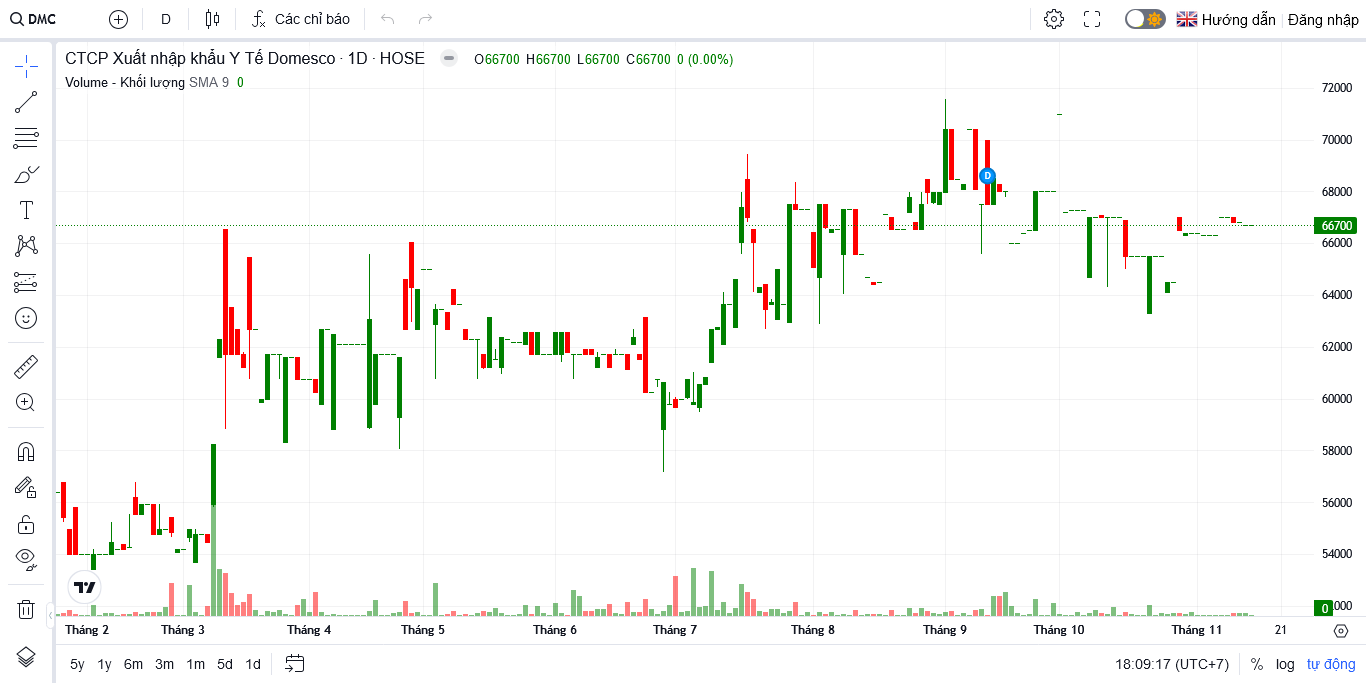 DMC D Các chỉ báo Hướng dẫn Đăng nhập
CTCP Xuất nhập khẩu Y Tế Domesco · 1D · HOSE O66700 H66700 L66700 C66700 0 (0.00%)
Volume - Khối lượng SMA 9 0
72000
70000
68000
D
66700
66000
64000
62000
60000
58000
56000
54000
0
000
Tháng 2 Tháng 3 Tháng 4 Tháng 5 Tháng 6 Tháng 7 Tháng 8 Tháng 9 Tháng 10 Tháng 11 21
5y 1y 6m 3m 1m 5d 1d 18:09:17 (UTC+7) % log tự động